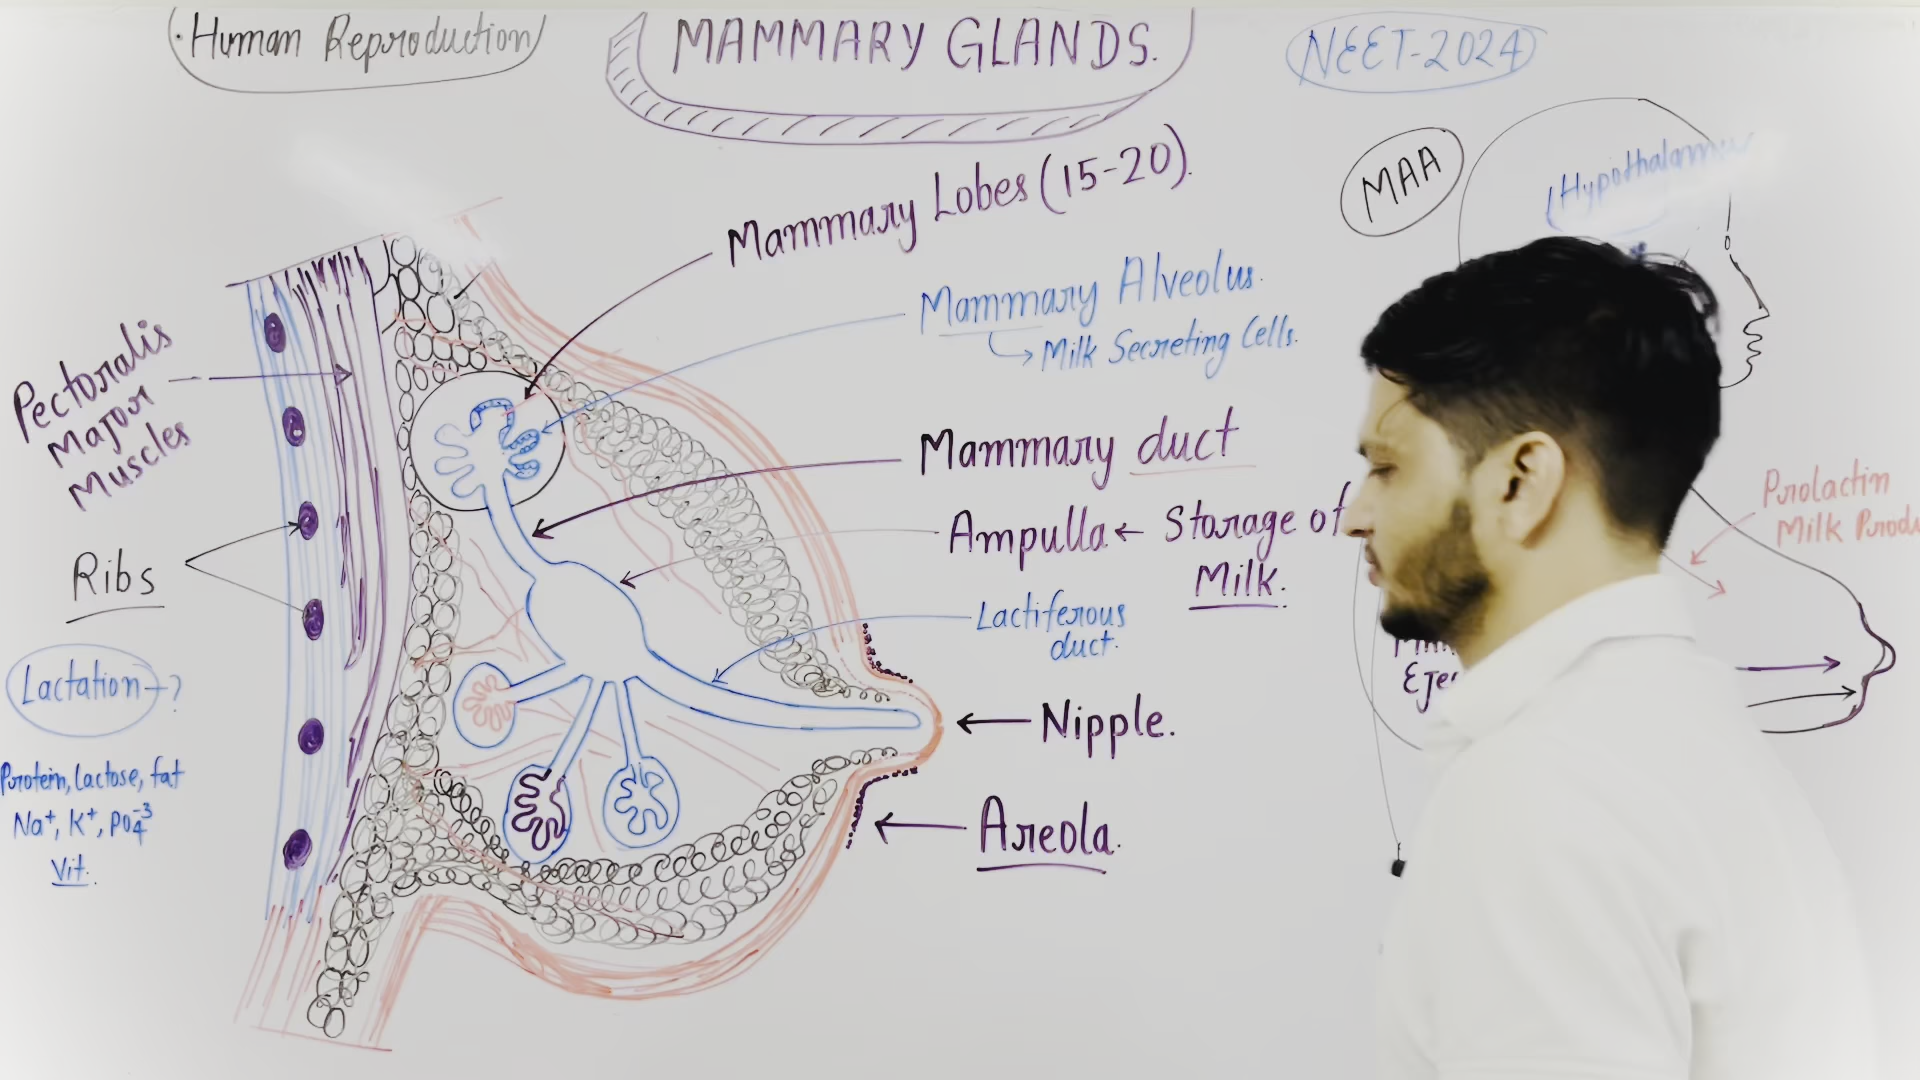 Human Reproduction
MAMMARY GLANDS.
NEET-2024
MAA
Hypothalamus
Mammary Lobes (15-20).
Mammary Alveolus.
Milk Secreting Cells.
Pectoralis
Major
Muscles
Mammary duct
Ampulla ← Storage of
Milk.
Prolactin
Milk
Ribs
Lactiferous
duct.
Lactation - ?
Nipple.
Protein, Lactose, fat
Na⁺, K⁺, PO₄⁻³
Vit.
Areola.